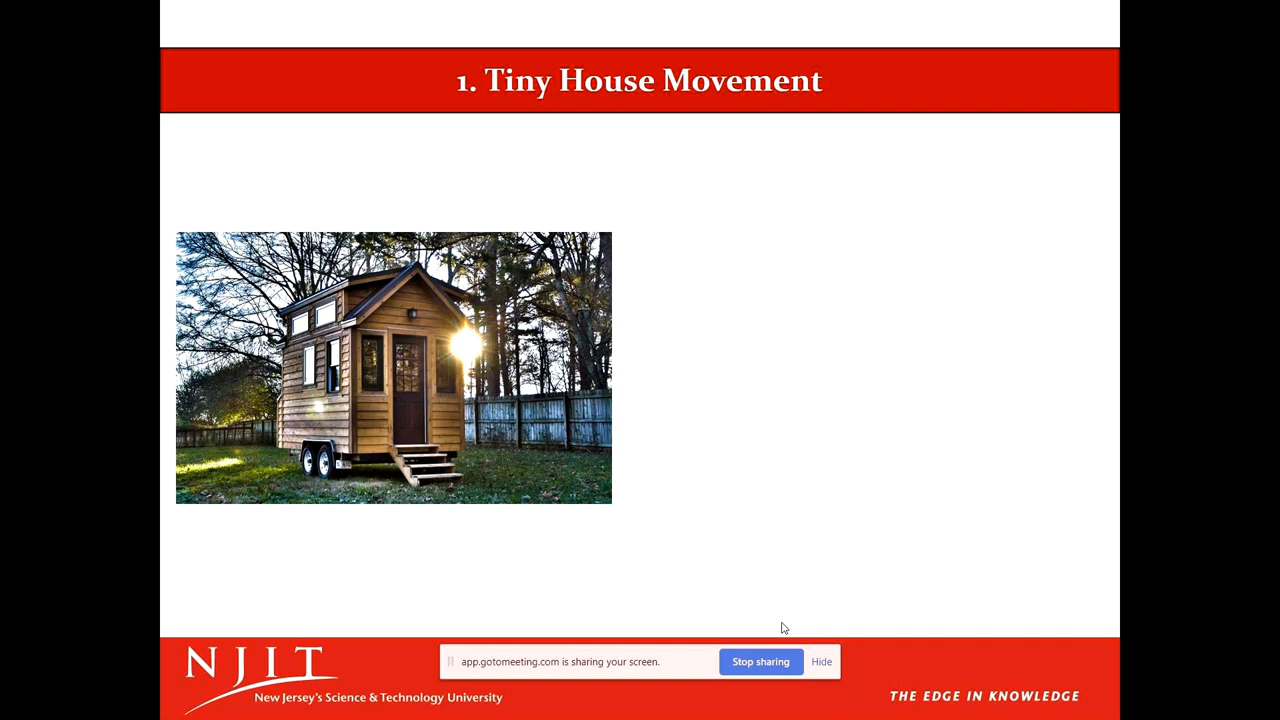 1. Tiny House Movement
app.gotomeeting.com is sharing your screen.
Stop sharing
Hide
NJIT
New Jersey's Science & Technology University
THE EDGE IN KNOWLEDGE